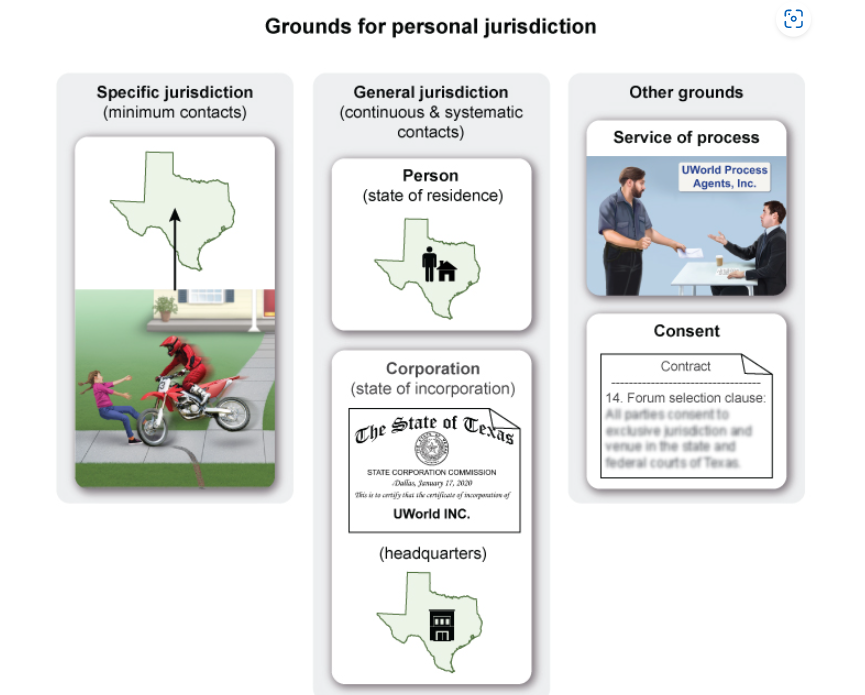 Grounds for personal jurisdiction
Specific jurisdiction
(minimum contacts)
General jurisdiction
(continuous & systematic
contacts)
Person
(state of residence)
Corporation
(state of incorporation)
The State of Texas
STATE CORPORATION COMMISSION
Dallas, January 17, 2020
This is to certify that the certificate of incorporation of
UWorld INC.
(headquarters)
Other grounds
Service of process
UWorld Process
Agents, Inc.
Consent
Contract
14. Forum selection clause:
All parties consent to
exclusive jurisdiction and
venue in the state and
federal courts of Texas.